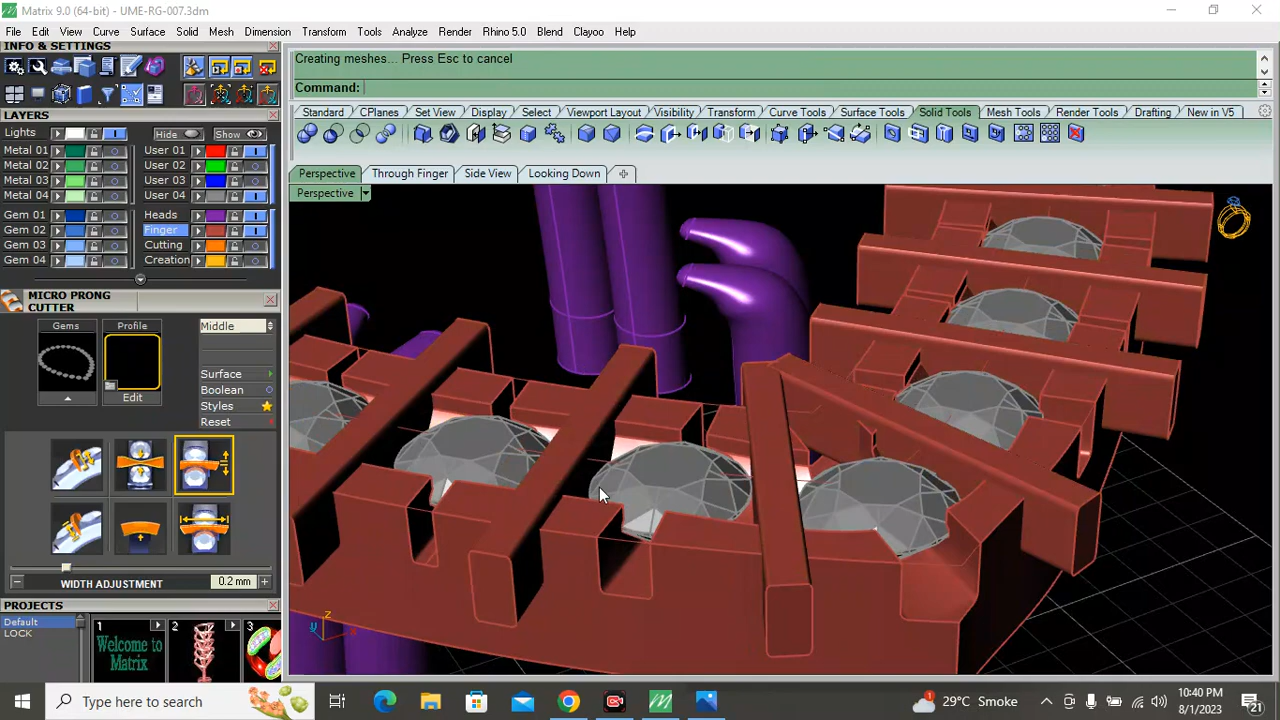 Matrix 9.0 (64-bit) - UME-RG-007.3dm
File Edit View Curve Surface Solid Mesh Dimension Transform Tools Analyze Render Rhino 5.0 Blend Clayoo Help
INFO & SETTINGS
Creating meshes... Press Esc to cancel
Command:
Standard CPlanes Set View Display Select Viewport Layout Visibility Transform Curve Tools Surface Tools Solid Tools Mesh Tools Render Tools Drafting New in V5
LAYERS
Lights Hide Show
Metal 01 User 01
Metal 02 User 02
Metal 03 User 03
Metal 04 User 04
Gem 01 Heads
Gem 02 Finger
Gem 03 Cutting
Gem 04 Creation
Perspective Through Finger Side View Looking Down
Perspective
MICRO PRONG
CUTTER
Gems Profile Middle
Surface
Boolean
Edit Styles
Reset
WIDTH ADJUSTMENT 0.2 mm
PROJECTS
Default
LOCK
1 2 3
Welcome to
Matrix
z
y x
Type here to search
29°C Smoke
10:40 PM
8/1/2023
21